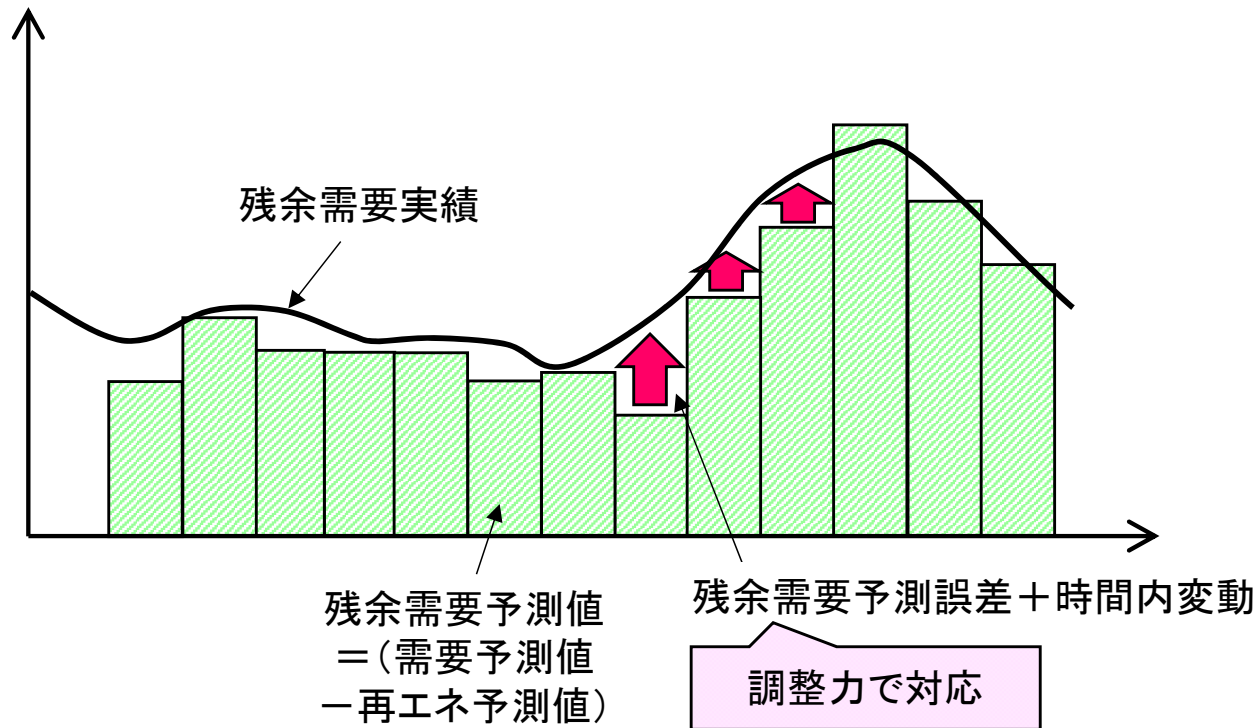 残余需要実績
残余需要予測値
＝（需要予測値
－再エネ予測値）
残余需要予測誤差＋時間内変動
調整力で対応